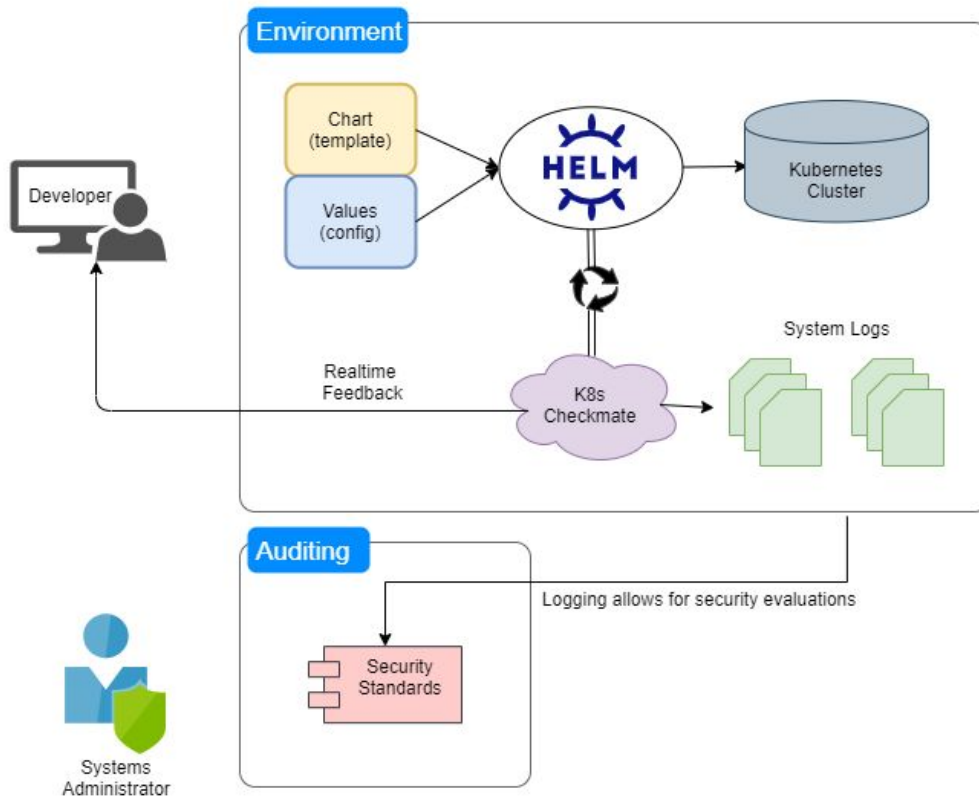 Environment
Chart
(template)
HELM
Kubernetes
Cluster
Developer
Values
(config)
System Logs
Realtime
Feedback
K8s
Checkmate
Auditing
Logging allows for security evaluations
Security
Standards
Systems
Administrator